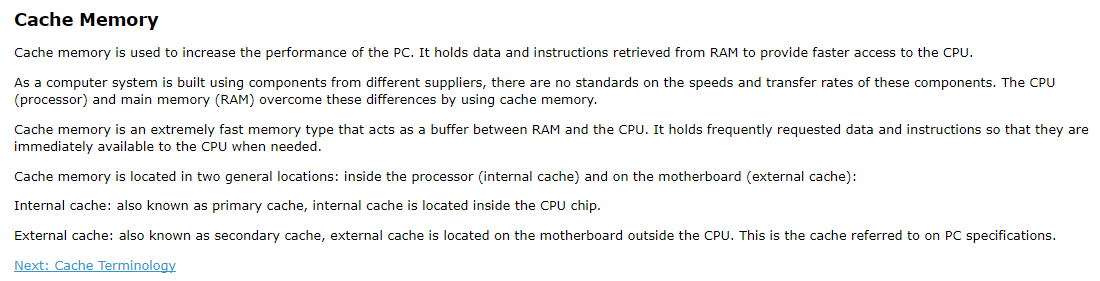 Cache Memory
Cache memory is used to increase the performance of the PC. It holds data and instructions retrieved from RAM to provide faster access to the CPU.
As a computer system is built using components from different suppliers, there are no standards on the speeds and transfer rates of these components. The CPU
(processor) and main memory (RAM) overcome these differences by using cache memory.
Cache memory is an extremely fast memory type that acts as a buffer between RAM and the CPU. It holds frequently requested data and instructions so that they are
immediately available to the CPU when needed.
Cache memory is located in two general locations: inside the processor (internal cache) and on the motherboard (external cache):
Internal cache: also known as primary cache, internal cache is located inside the CPU chip.
External cache: also known as secondary cache, external cache is located on the motherboard outside the CPU. This is the cache referred to on PC specifications.
Next: Cache Terminology